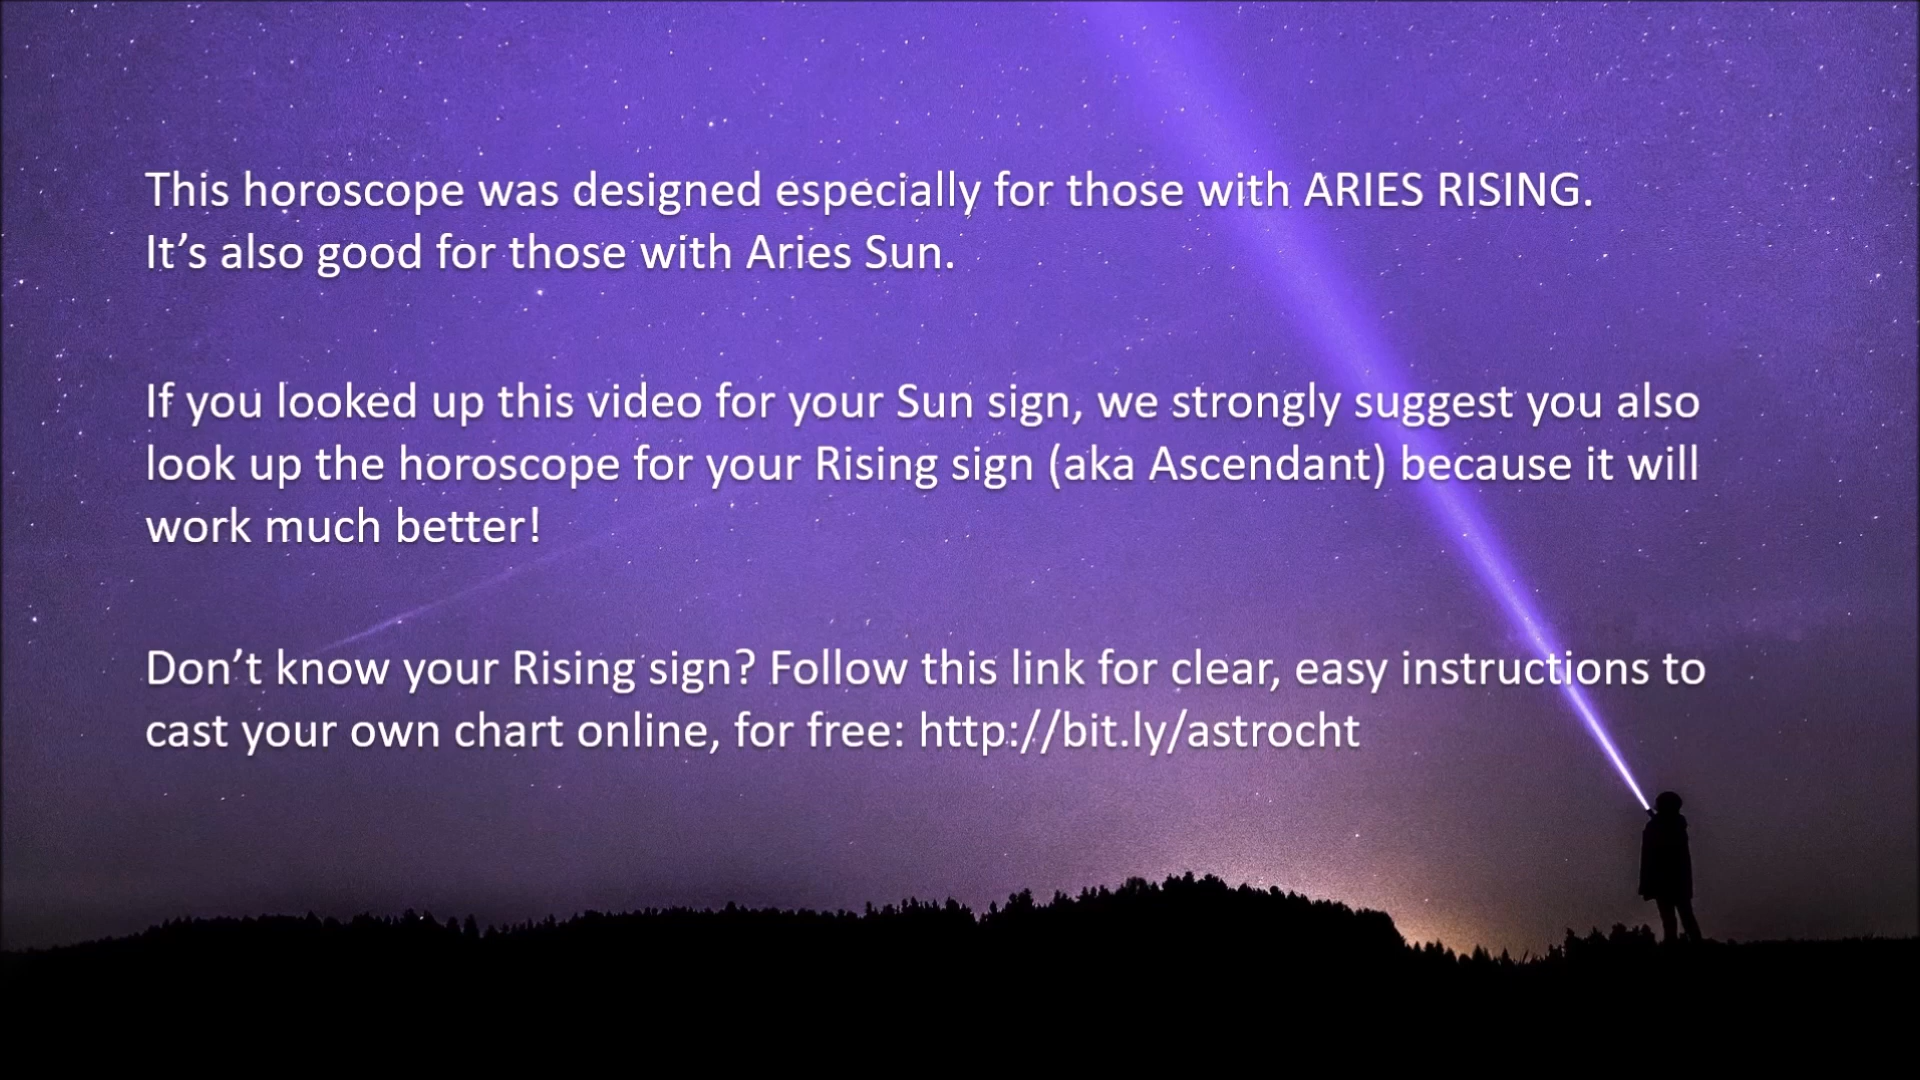 This horoscope was designed especially for those with ARIES RISING.
It’s also good for those with Aries Sun.
If you looked up this video for your Sun sign, we strongly suggest you also
look up the horoscope for your Rising sign (aka Ascendant) because it will
work much better!
Don’t know your Rising sign? Follow this link for clear, easy instructions to
cast your own chart online, for free: http://bit.ly/astrocht